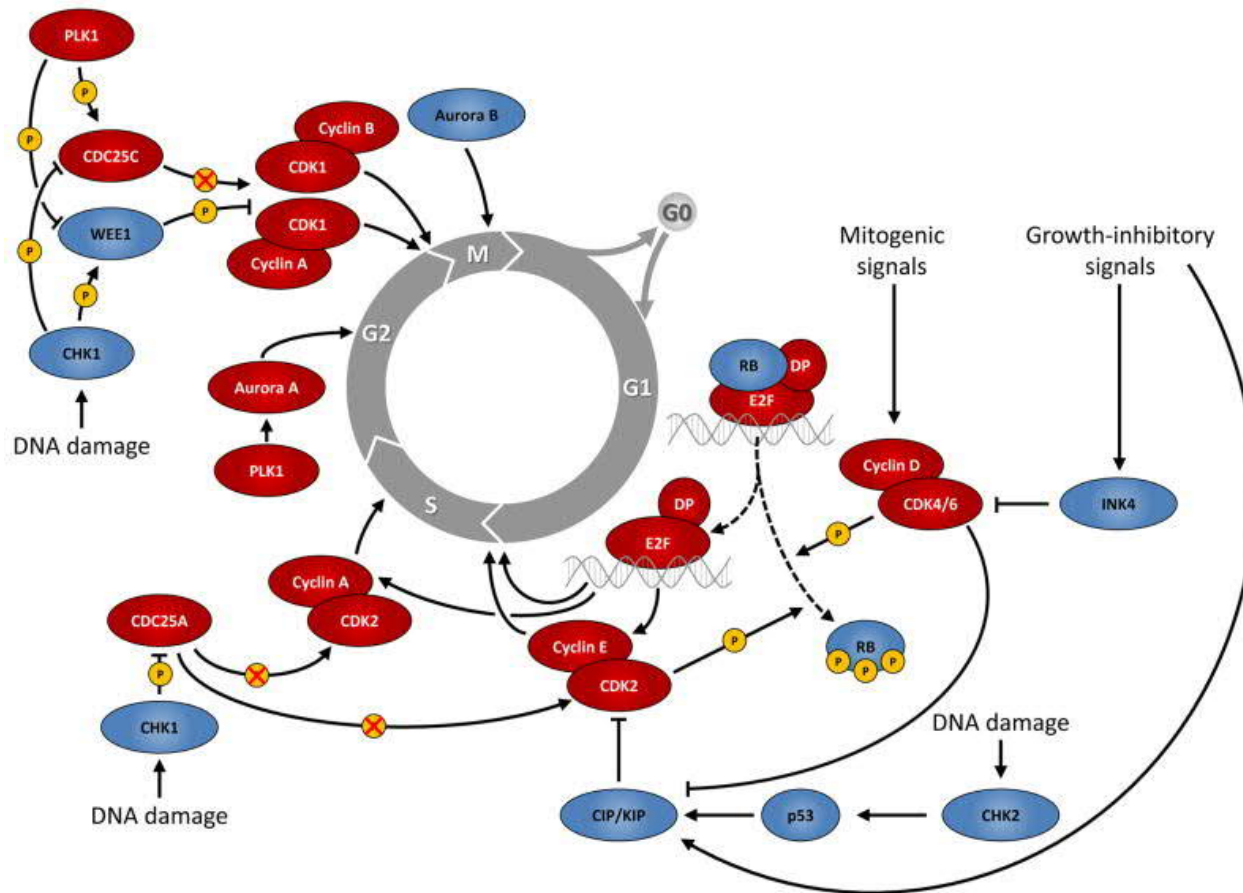 PLK1
P
Cyclin B
Aurora B
P
CDC25C
CDK1
G0
WEE1
P
CDK1
Cyclin A
M
Mitogenic
signals
Growth-inhibitory
signals
P
P
CHK1
G2
Aurora A
G1
RB
DP
E2F
DNA damage
PLK1
Cyclin D
CDK4/6
INK4
S
DP
E2F
P
Cyclin A
CDK2
CDC25A
Cyclin E
CDK2
P
RB
P
P
P
P
CHK1
DNA damage
DNA damage
CIP/KIP
p53
CHK2